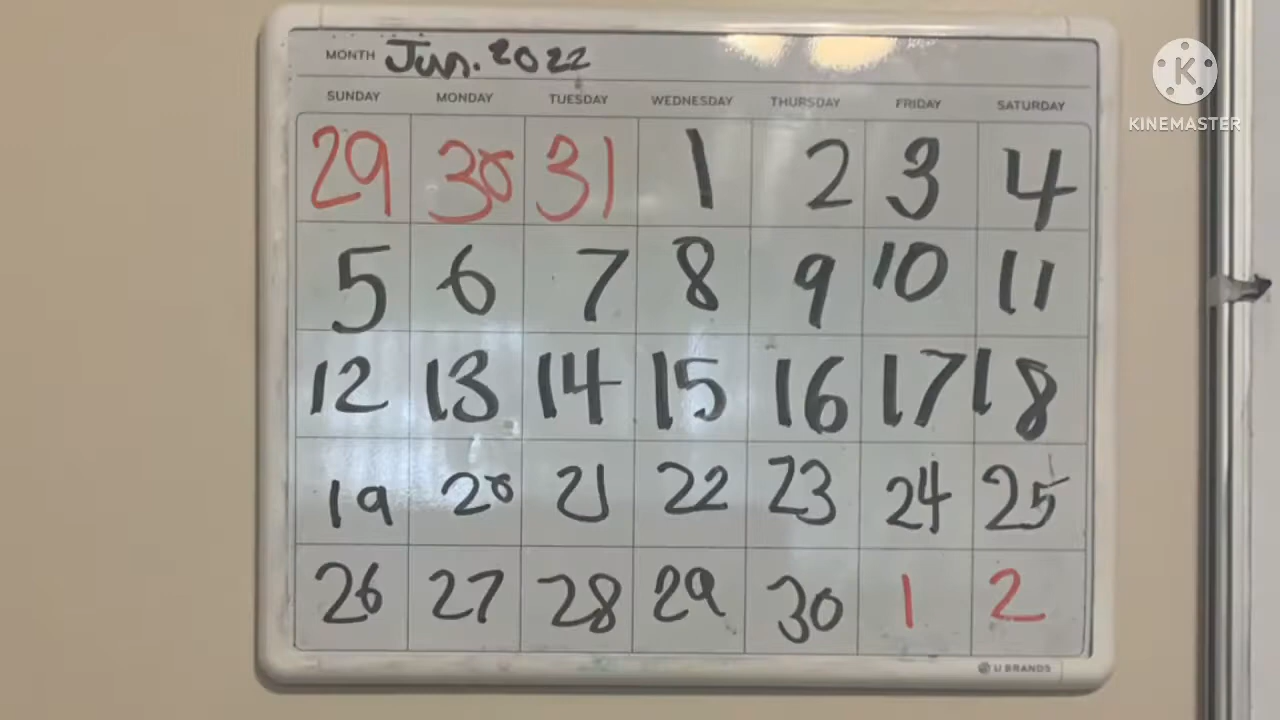 MONTH Jun. 2022
SUNDAY MONDAY TUESDAY WEDNESDAY THURSDAY FRIDAY SATURDAY
29 30 31 1 2 3 4
5 6 7 8 9 10 11
12 13 14 15 16 17 18
19 20 21 22 23 24 25
26 27 28 29 30 1 2
U BRANDS
K
KINEMASTER